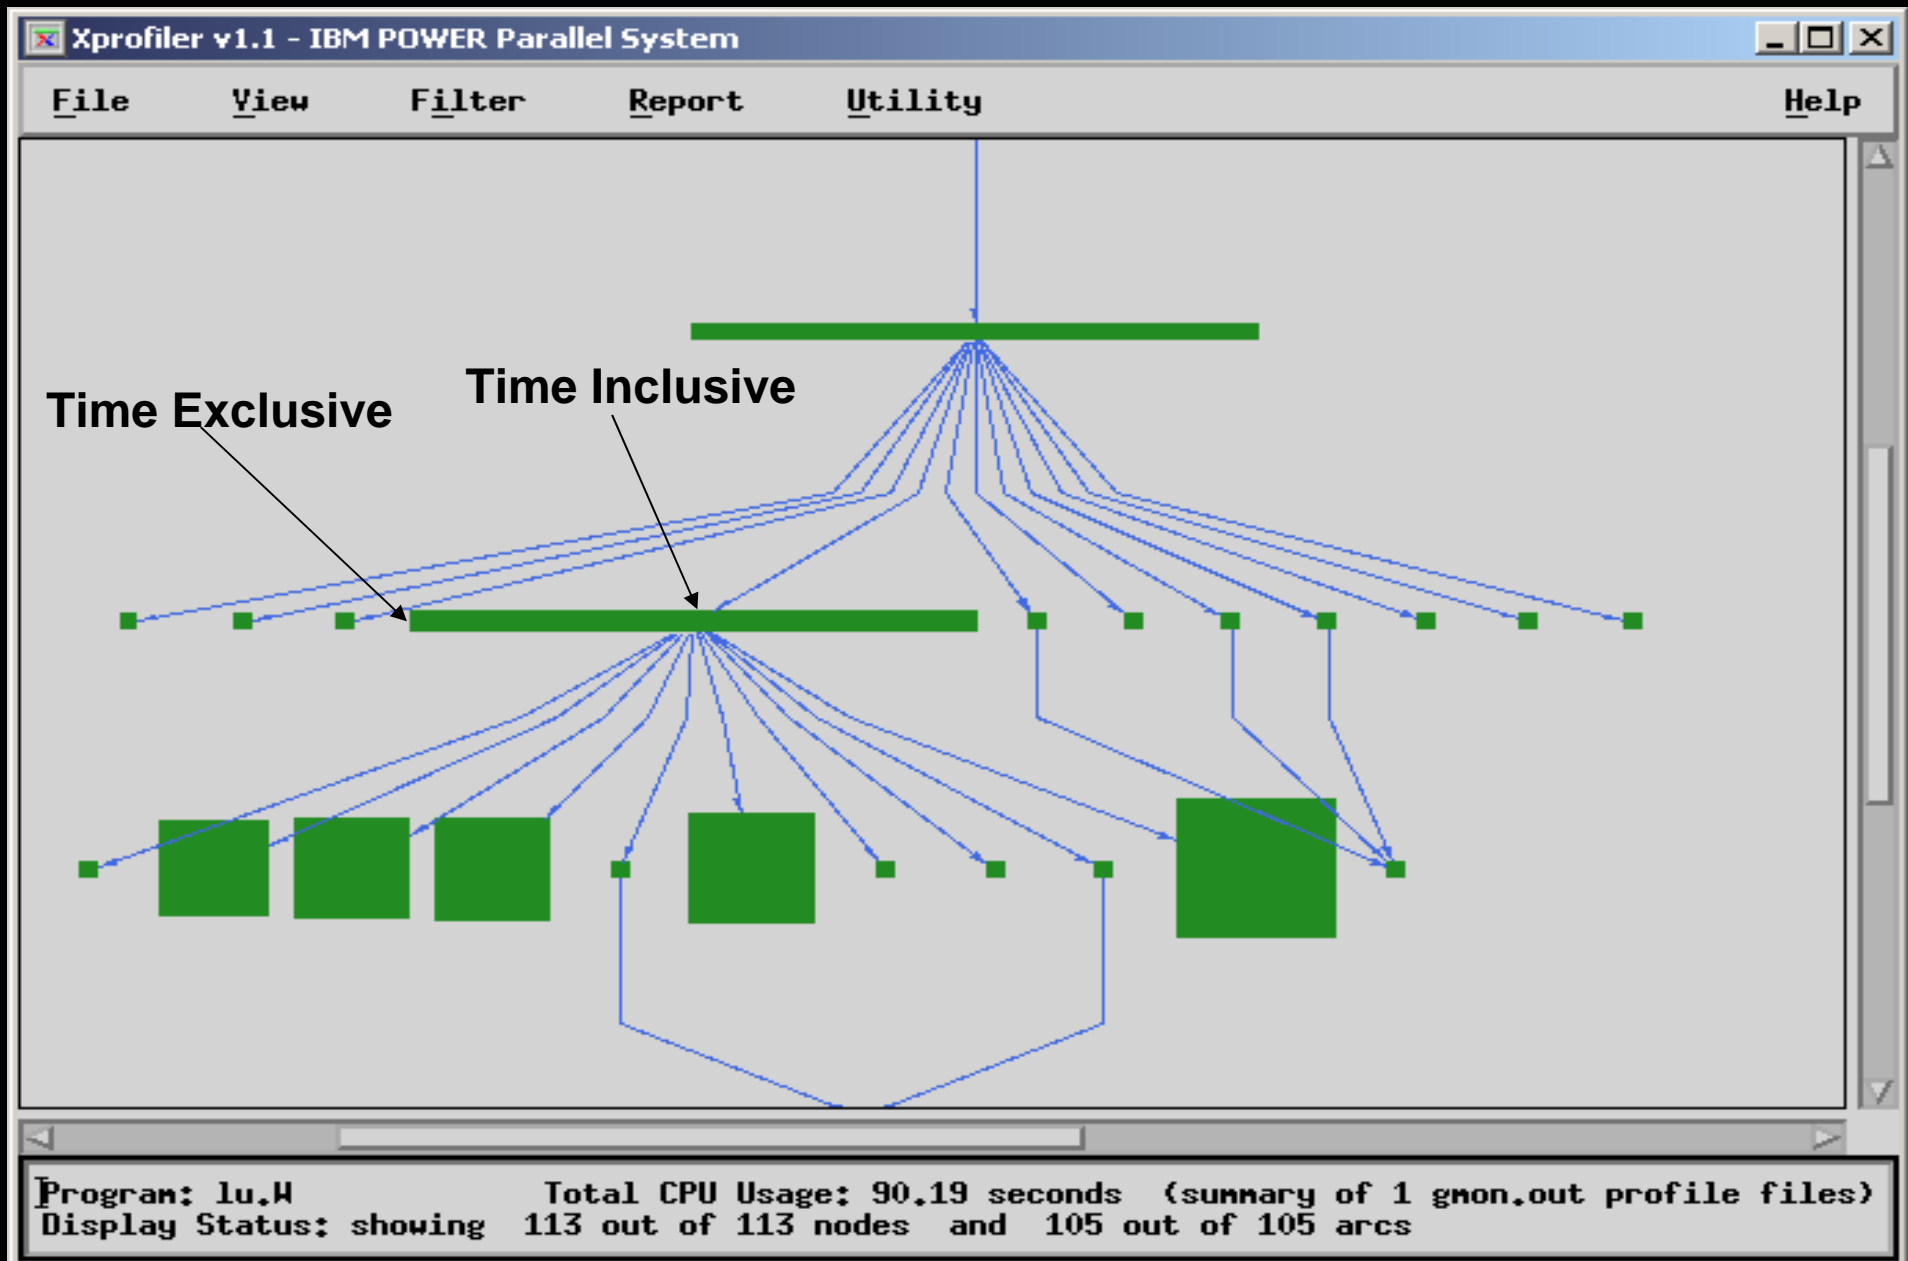 Xprofiler v1.1 - IBM POWER Parallel System
File View Filter Report Utility Help
Time Inclusive
Time Exclusive
Program: lu.W Total CPU Usage: 90.19 seconds (summary of 1 gmon.out profile files)
Display Status: showing 113 out of 113 nodes and 105 out of 105 arcs